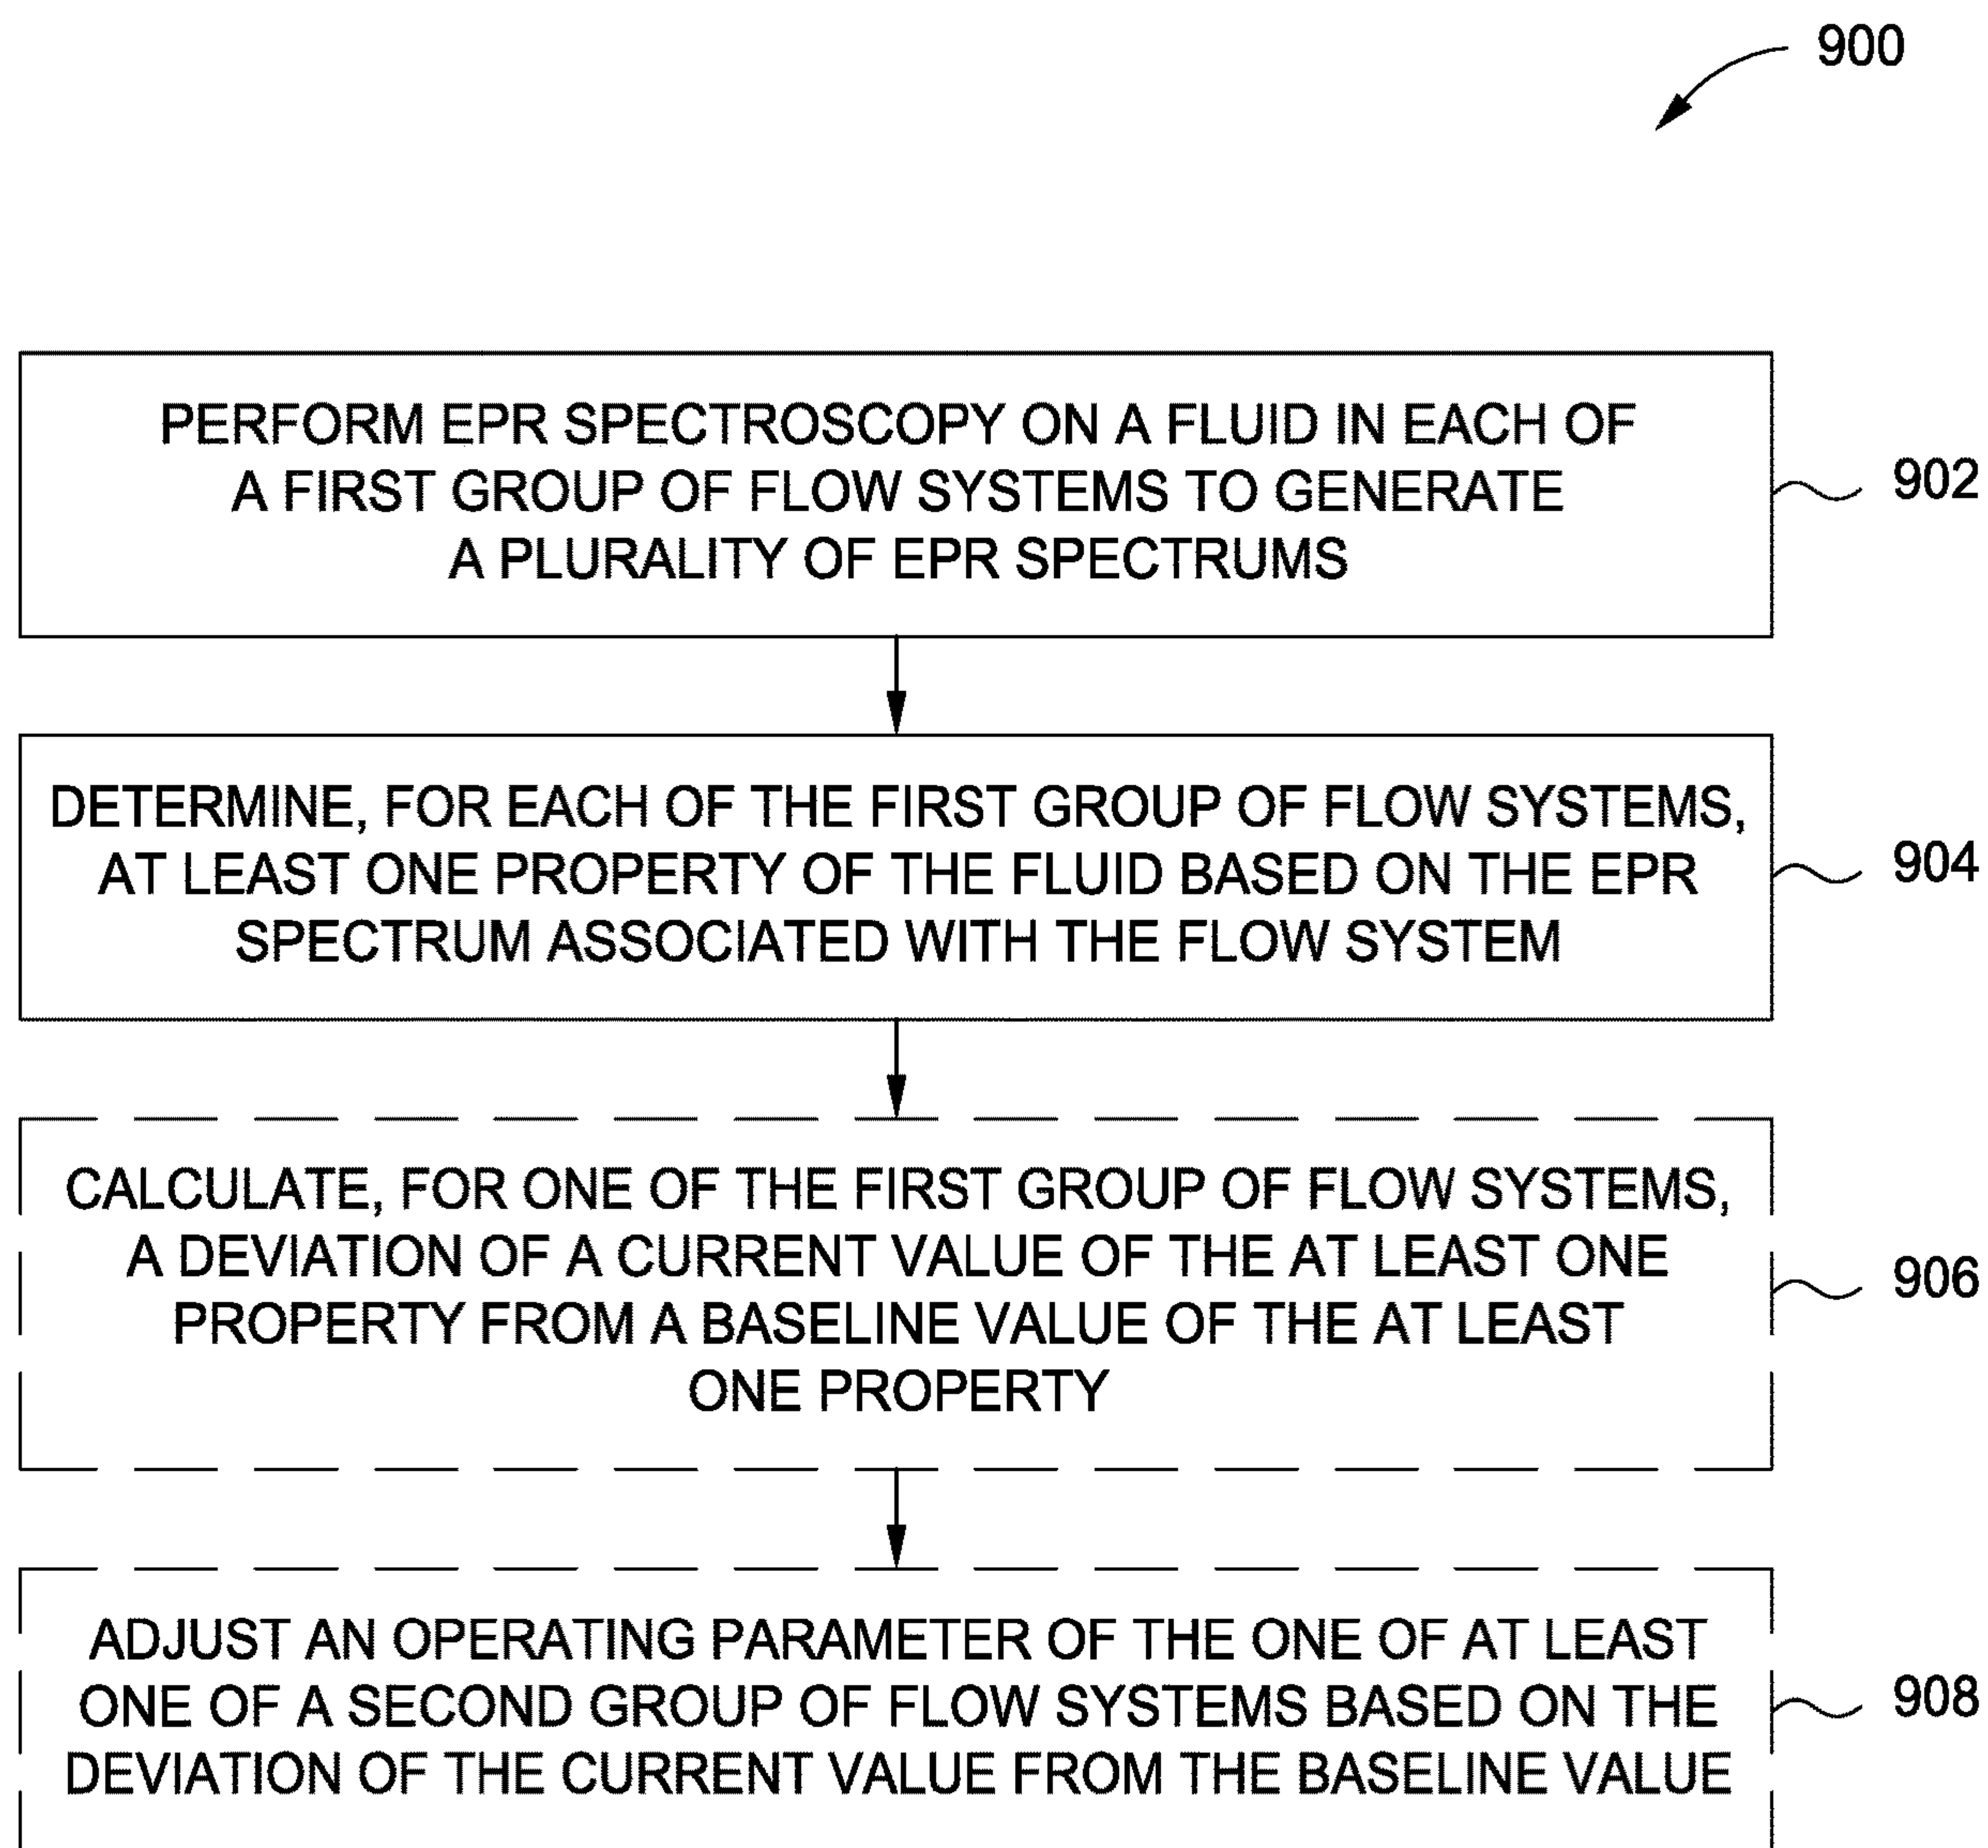 900
PERFORM EPR SPECTROSCOPY ON A FLUID IN EACH OF
A FIRST GROUP OF FLOW SYSTEMS TO GENERATE
A PLURALITY OF EPR SPECTRUMS
902
DETERMINE, FOR EACH OF THE FIRST GROUP OF FLOW SYSTEMS,
AT LEAST ONE PROPERTY OF THE FLUID BASED ON THE EPR
SPECTRUM ASSOCIATED WITH THE FLOW SYSTEM
904
CALCULATE, FOR ONE OF THE FIRST GROUP OF FLOW SYSTEMS,
A DEVIATION OF A CURRENT VALUE OF THE AT LEAST ONE
PROPERTY FROM A BASELINE VALUE OF THE AT LEAST
ONE PROPERTY
906
ADJUST AN OPERATING PARAMETER OF THE ONE OF AT LEAST
ONE OF A SECOND GROUP OF FLOW SYSTEMS BASED ON THE
DEVIATION OF THE CURRENT VALUE FROM THE BASELINE VALUE
908